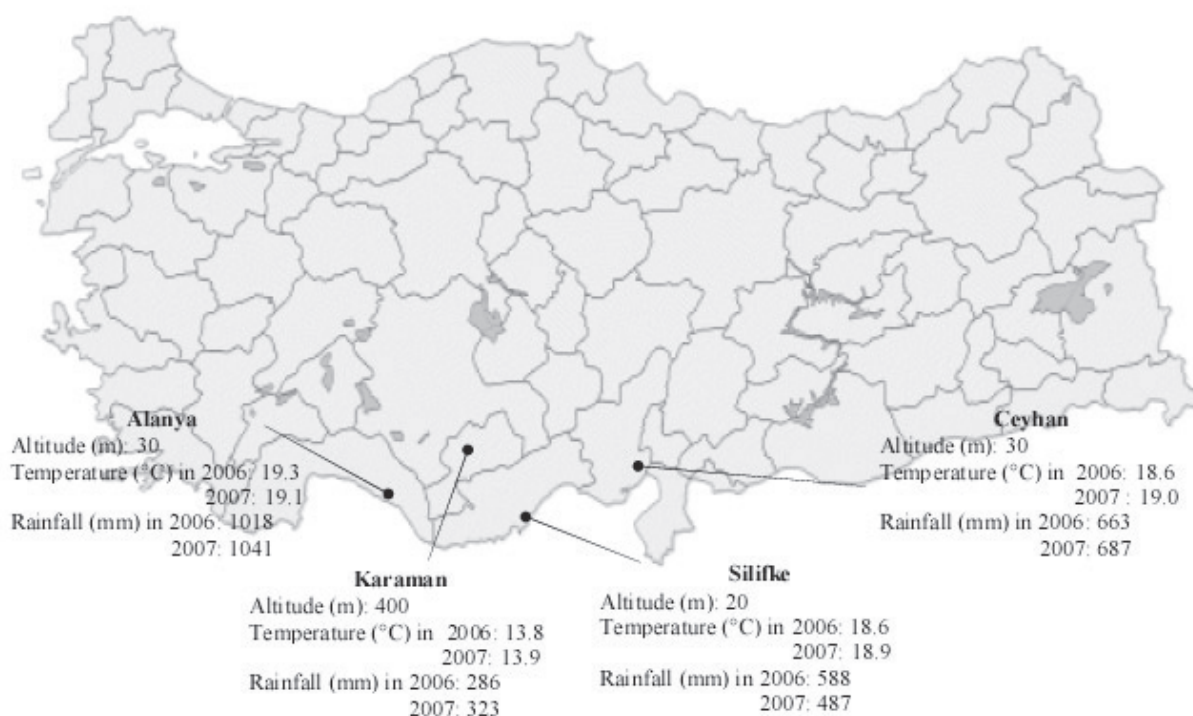 Alanya
Altitude (m): 30
Temperature (°C) in 2006: 19.3
2007: 19.1
Rainfall (mm) in 2006: 1018
2007: 1041
Karaman
Altitude (m): 400
Temperature (°C) in 2006: 13.8
2007: 13.9
Rainfall (mm) in 2006: 286
2007: 323
Silifke
Altitude (m): 20
Temperature (°C) in 2006: 18.6
2007: 18.9
Rainfall (mm) in 2006: 588
2007: 487
Ceyhan
Altitude (m): 30
Temperature (°C) in 2006: 18.6
2007 : 19.0
Rainfall (mm) in 2006: 663
2007: 687